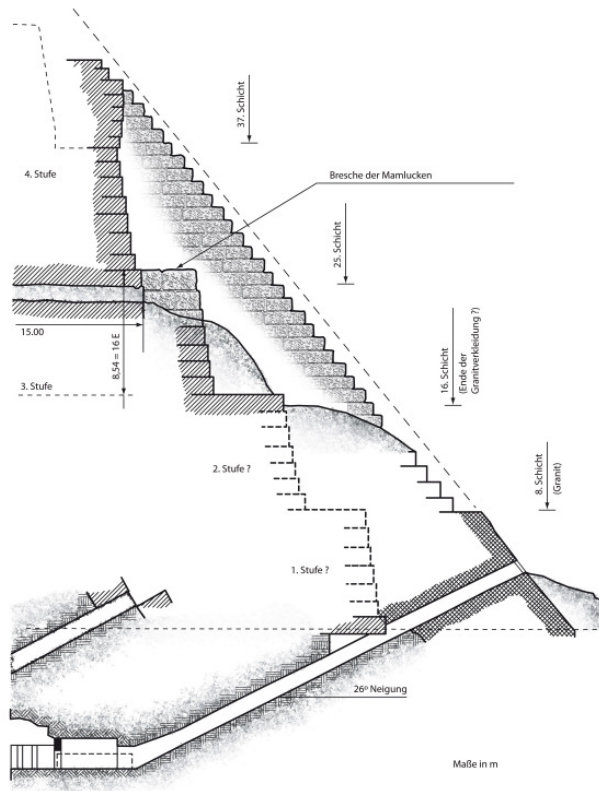 37. Schicht
4. Stufe
Bresche der Mamlucken
25. Schicht
15.00
8,54 = 16 E
3. Stufe
16. Schicht
(Ende der
Granitverkleidung ?)
2. Stufe ?
8. Schicht
(Granit)
1. Stufe ?
26º Neigung
Maße in m